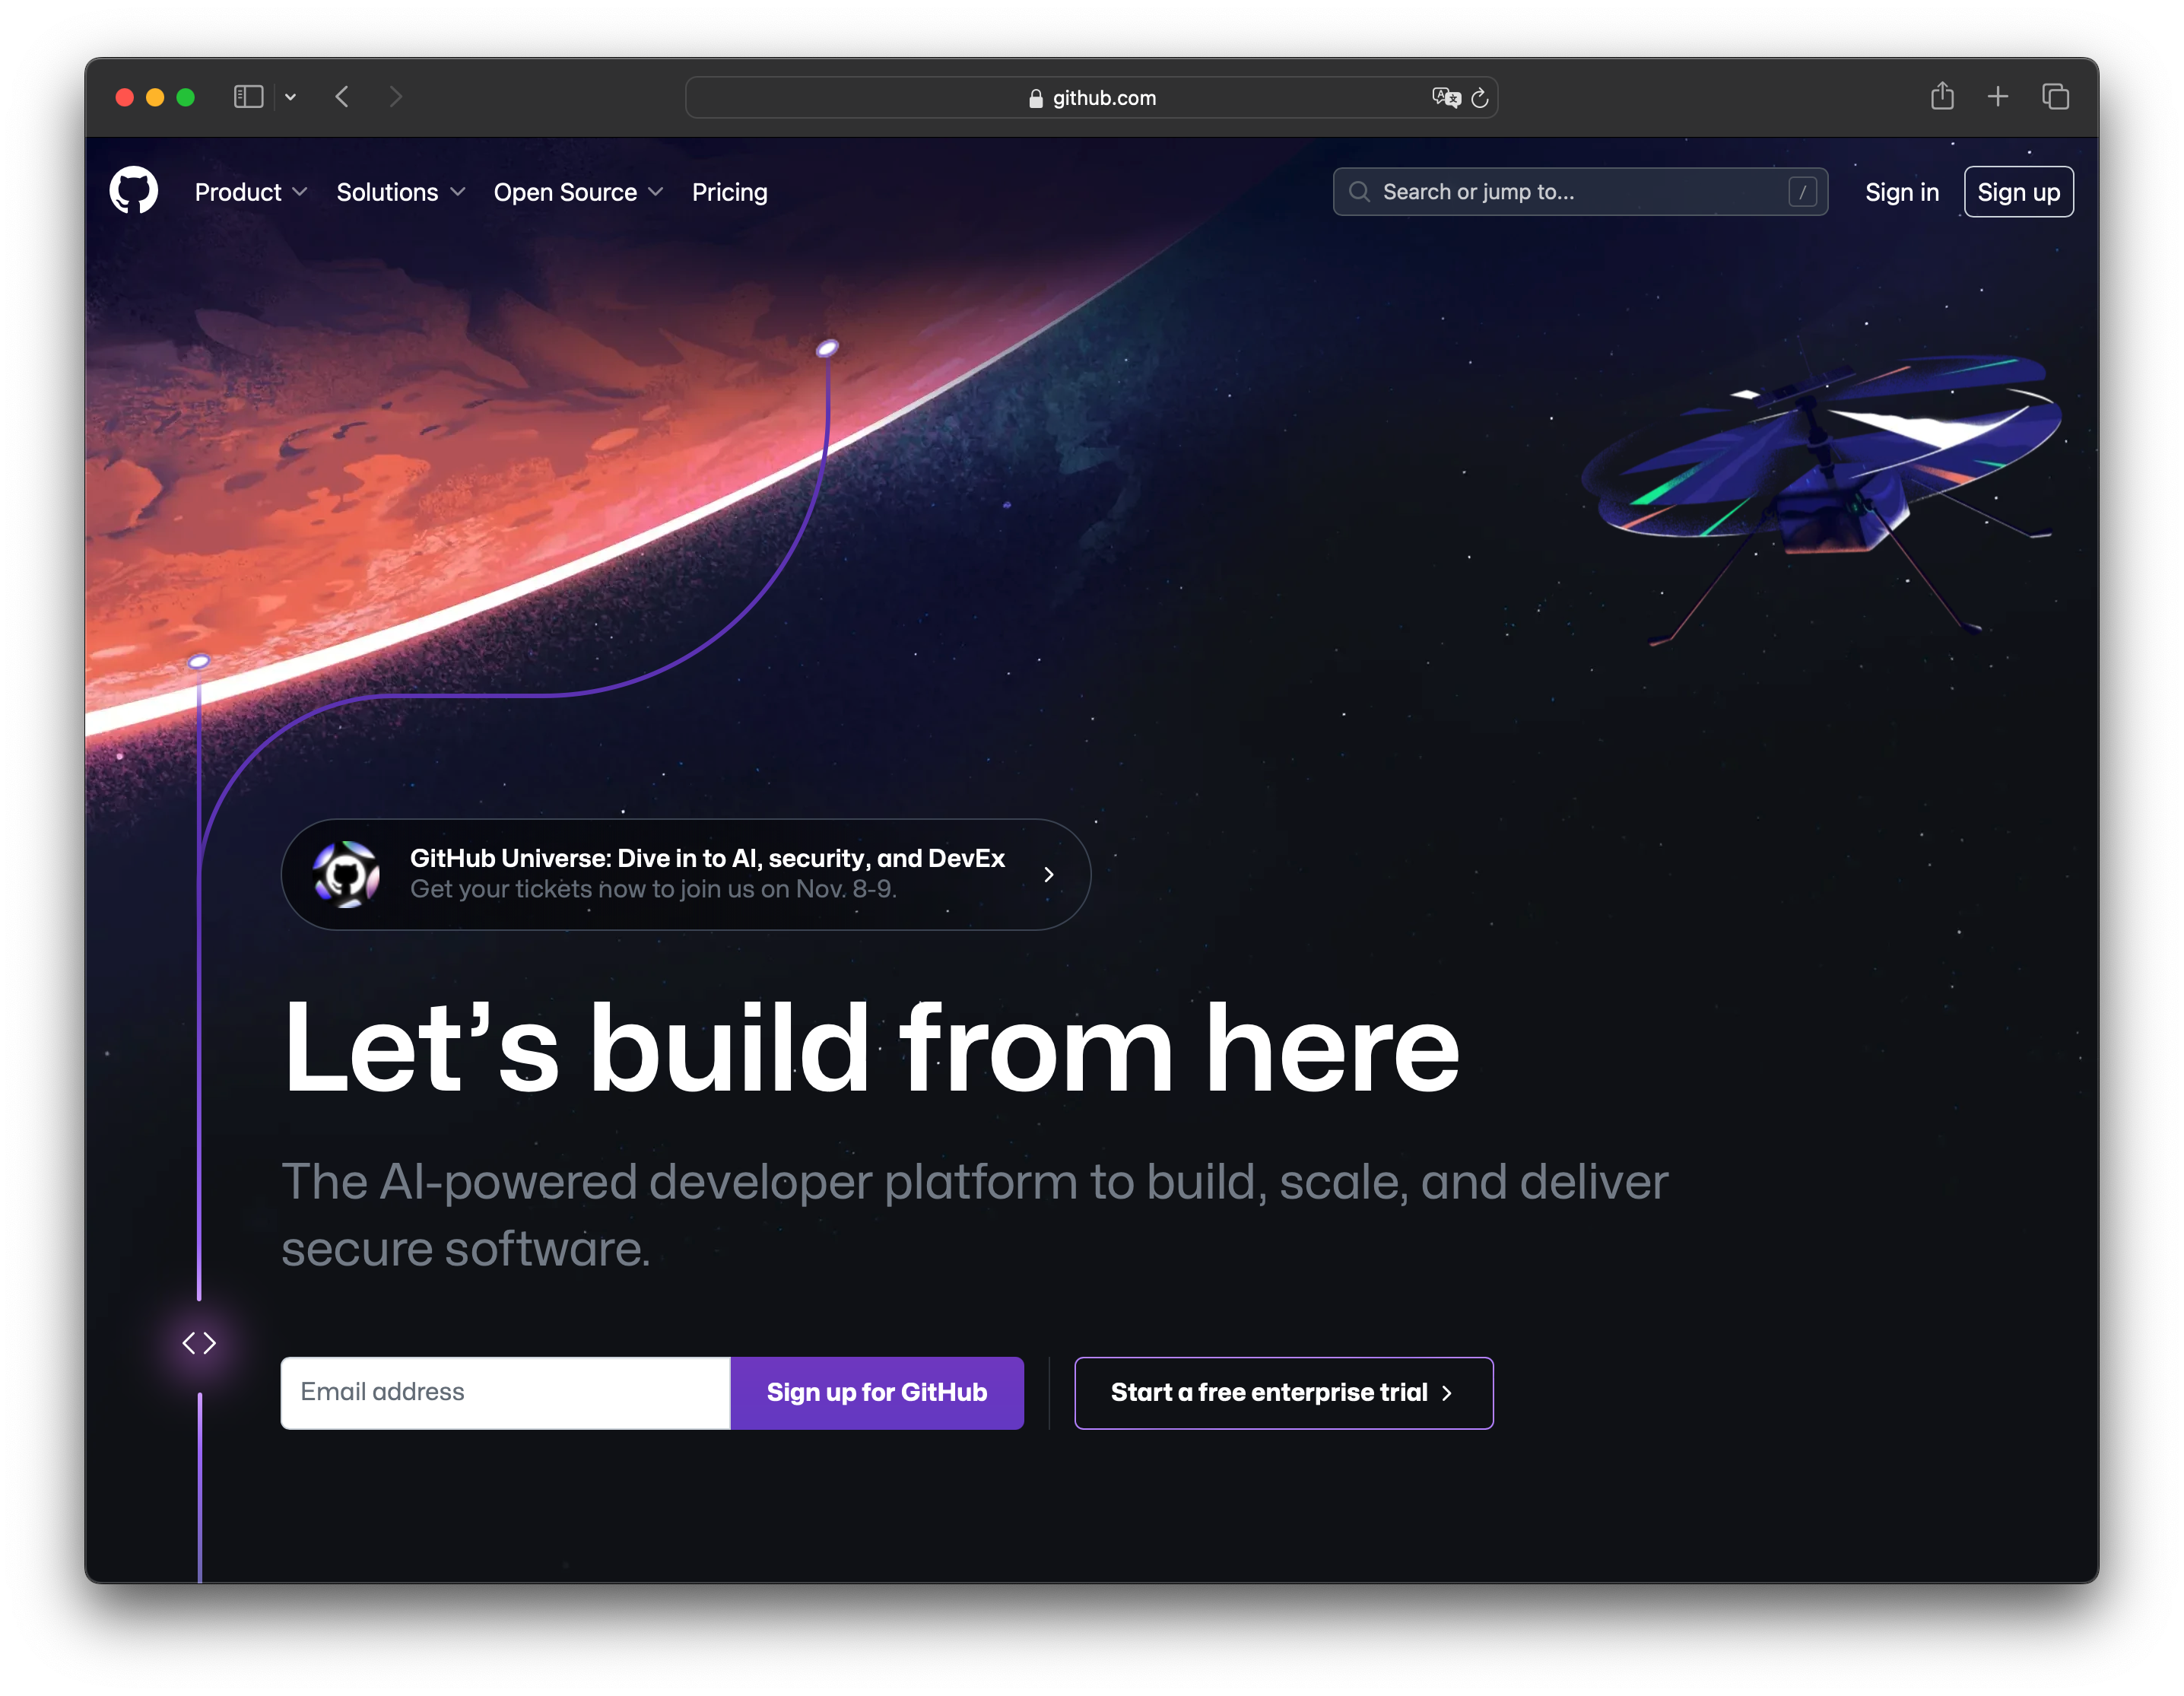 github.com
Product Solutions Open Source Pricing Search or jump to... / Sign in Sign up
GitHub Universe: Dive in to AI, security, and DevEx
Get your tickets now to join us on Nov. 8-9.
Let’s build from here
The AI-powered developer platform to build, scale, and deliver
secure software.
Email address Sign up for GitHub Start a free enterprise trial